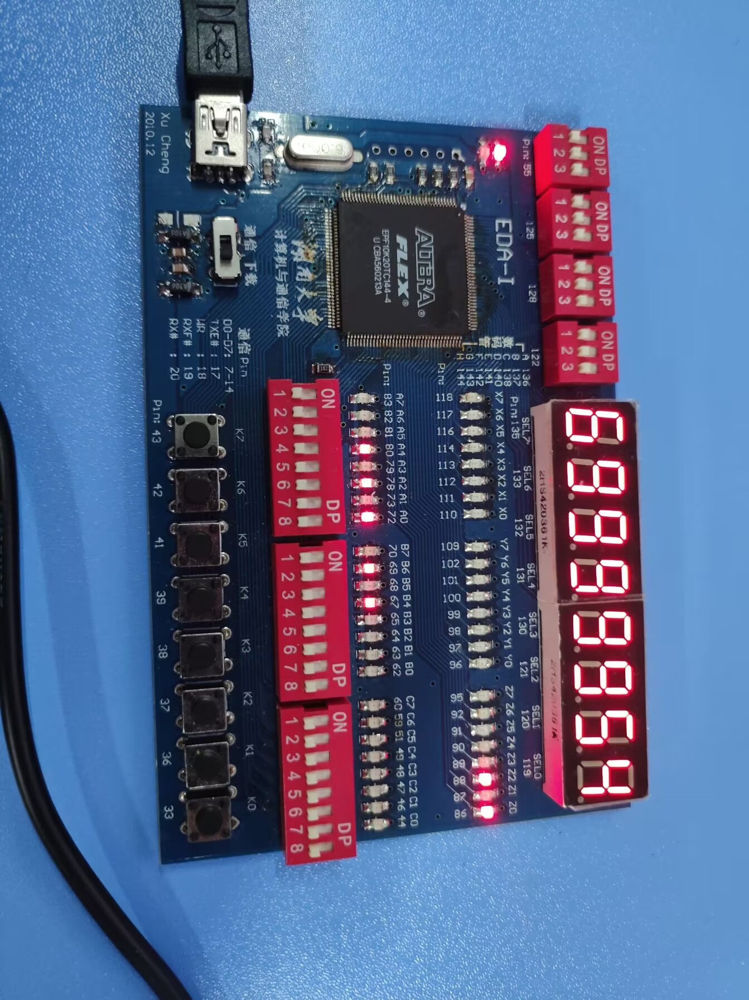 ON DP
1 2 3
ON DP
1 2 3
ON DP
1 2 3
ON DP
1 2 3
Pin: 55
125
128
122
SEL7 SEL6 SEL5 SEL4 SEL3 SEL2 SEL1 SEL0
Pin:135 133 132 131 130 121 120 119
EDA-I
数码管
A 136
B 137
C 138
D 140
E 141
F 142
G 143
H 144
X7 X6 X5 X4 X3 X2 X1 X0
Y7 Y6 Y5 Y4 Y3 Y2 Y1 Y0
Z7 Z6 Z5 Z4 Z3 Z2 Z1 Z0
Pin: 118 117 116 114 113 112 111 110
109 102 101 100 99 98 97 96
95 92 91 90 89 88 87 86
ALTERA®
FLEX®
EPF10K20TC144-4
U CBA560213A
A7 A6 A5 A4 A3 A2 A1 A0
B7 B6 B5 B4 B3 B2 B1 B0
C7 C6 C5 C4 C3 C2 C1 C0
Pin: 83 82 81 80 79 78 73 72
70 69 68 67 65 64 63 62
60 59 51 49 48 47 46 44
湖南大学
计算机与通信学院
102
ON DP
1 2 3 4 5 6 7 8
ON DP
1 2 3 4 5 6 7 8
ON DP
1 2 3 4 5 6 7 8
通信 下载
通信Pin
D0-D7: 7-14
TXE# : 17
WR : 18
RXF# : 19
RX# : 20
K7 K6 K5 K4 K3 K2 K1 K0
Pin: 43 42 41 39 38 37 36 33
Xu Cheng
2010.12